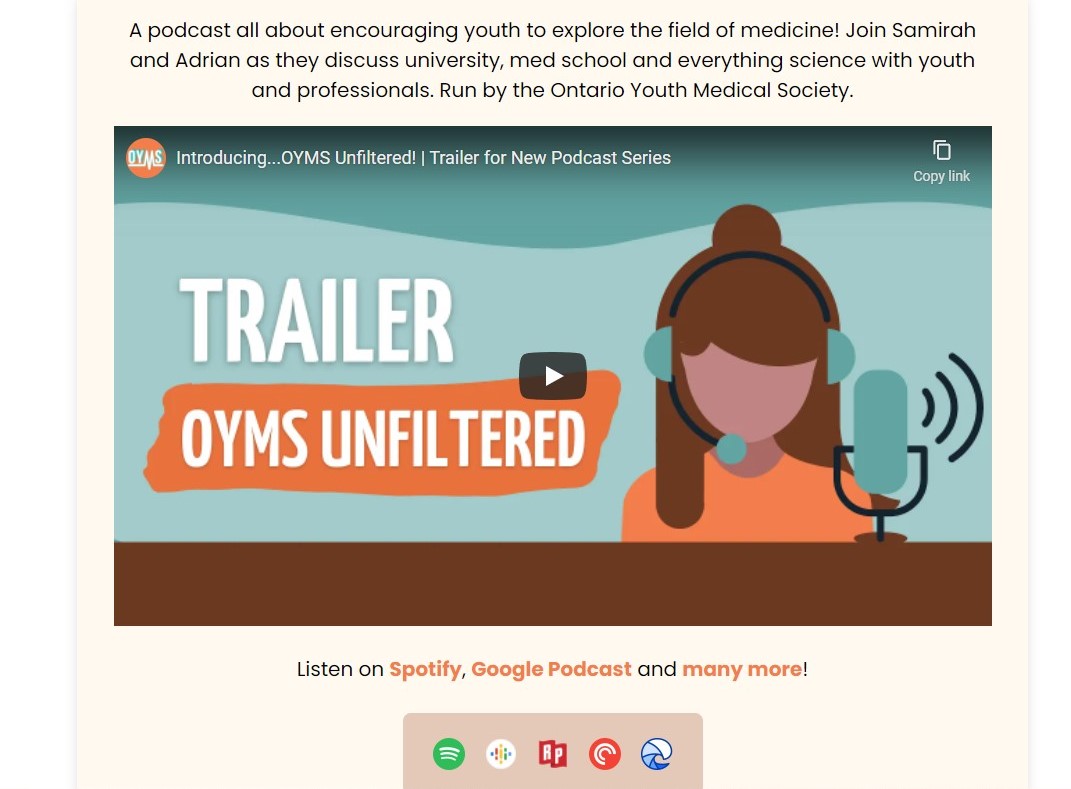 A podcast all about encouraging youth to explore the field of medicine! Join Samirah
and Adrian as they discuss university, med school and everything science with youth
and professionals. Run by the Ontario Youth Medical Society.
OYMS
Introducing...OYMS Unfiltered! | Trailer for New Podcast Series
Copy link
TRAILER
OYMS UNFILTERED
Listen on Spotify, Google Podcast and many more!
RP